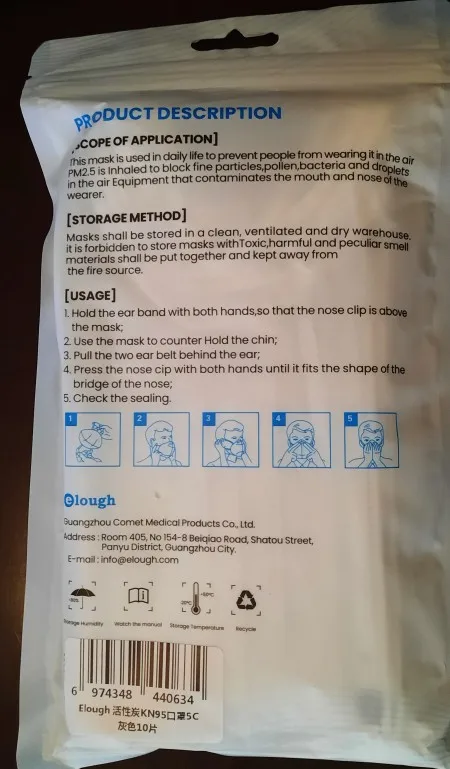 PRODUCT DESCRIPTION
[SCOPE OF APPLICATION]
This mask is used in daily life to prevent people from wearing it in the air
PM2.5 is Inhaled to block fine particles,pollen,bacteria and droplets
in the air Equipment that contaminates the mouth and nose of the
wearer.
[STORAGE METHOD]
Masks shall be stored in a clean, ventilated and dry warehouse.
it is forbidden to store masks withToxic,harmful and peculiar smell
materials shall be put together and kept away from
the fire source.
[USAGE]
1. Hold the ear band with both hands,so that the nose clip is above
the mask;
2. Use the mask to counter Hold the chin;
3. Pull the two ear belt behind the ear;
4. Press the nose cip with both hands until it fits the shape of the
bridge of the nose;
5. Check the sealing.
1 2 3 4 5
elough
Guangzhou Comet Medical Products Co., Ltd.
Address : Room 405, No 154-8 Beiqiao Road, Shatou Street,
Panyu District, Guangzhou City.
E-mail : info@elough.com
Storage Humidity Watch the manual Storage Temperature Recycle
6 974348 440634
Elough 活性炭KN95口罩5C
灰色10片